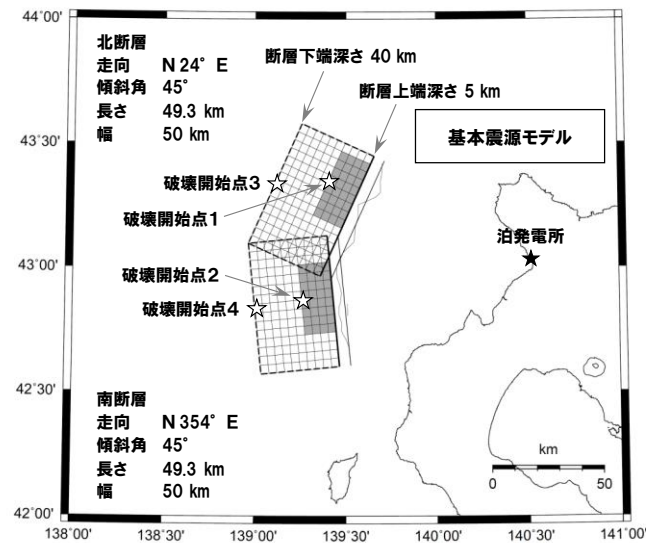 44°00'
北断層
走向 N 24° E
傾斜角 45°
長さ 49.3 km
幅 50 km
断層下端深さ 40 km
断層上端深さ 5 km
基本震源モデル
43°30'
破壊開始点3
破壊開始点1
泊発電所
43°00'
破壊開始点2
破壊開始点4
42°30'
南断層
走向 N 354° E
傾斜角 45°
長さ 49.3 km
幅 50 km
km
0 50
42°00'
138°00' 138°30' 139°00' 139°30' 140°00' 140°30' 141°00'